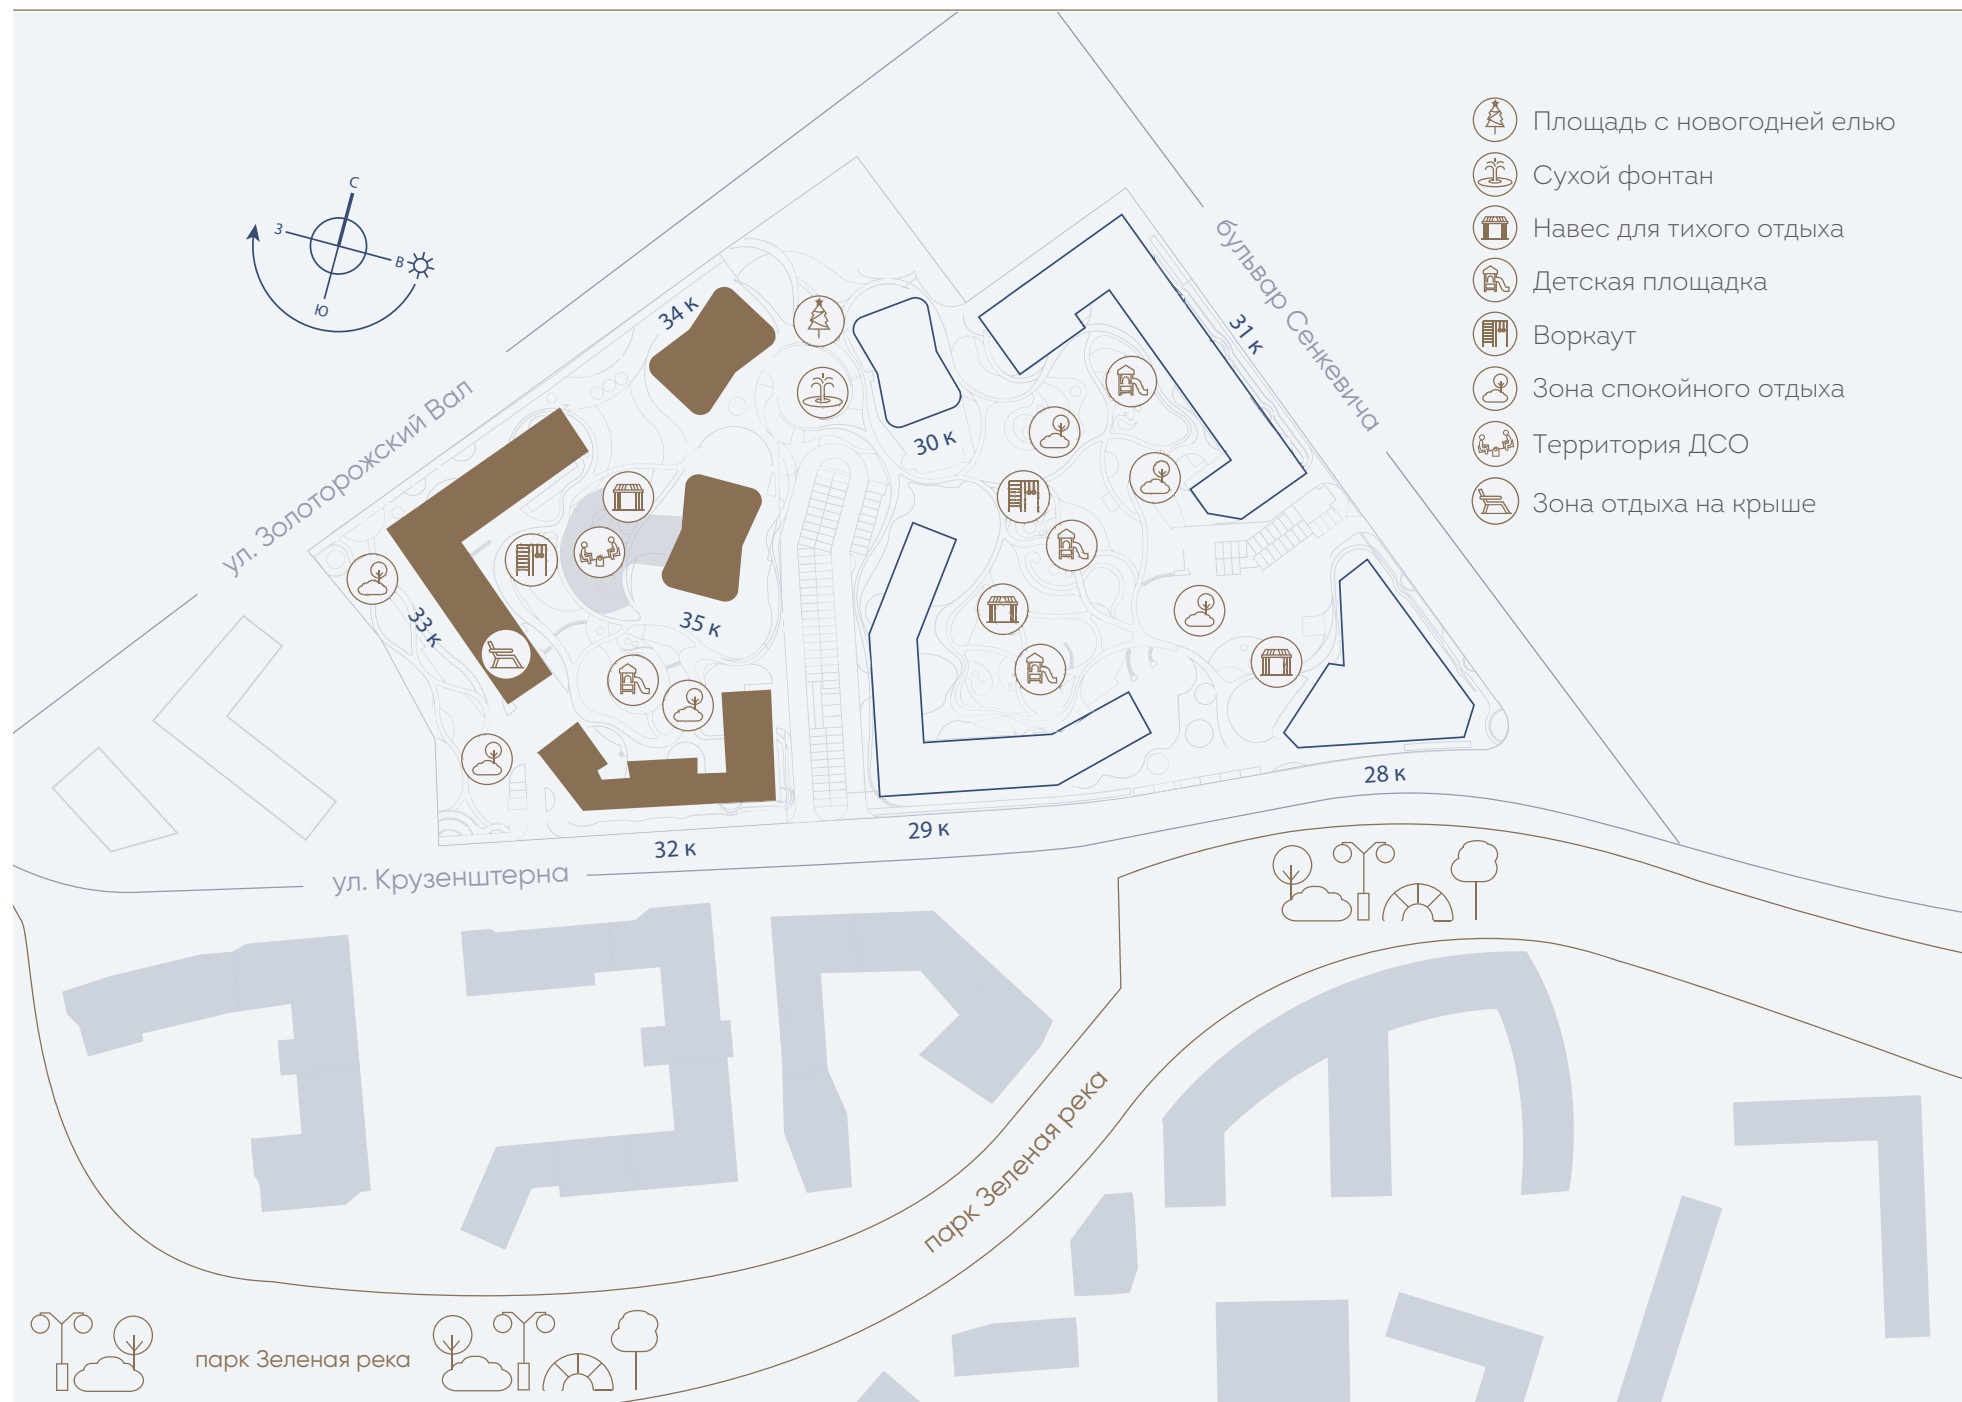 Площадь с новогодней елью
Сухой фонтан
Навес для тихого отдыха
Детская площадка
Воркаут
Зона спокойного отдыха
Территория ДСО
Зона отдыха на крыше
С
З
В
Ю
бульвар Сенкевича
34 к
31 к
30 к
ул. Золоторожский Вал
33 к
35 к
28 к
29 к
32 к
ул. Крузенштерна
парк Зеленая река
парк Зеленая река